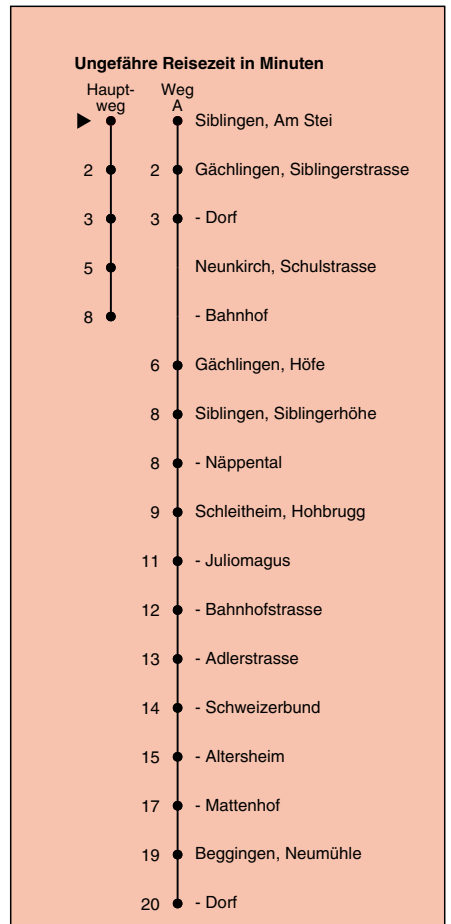 Ungefähre Reisezeit in Minuten
Haupt- Weg
weg A
Siblingen, Am Stei
2 2 Gächlingen, Siblingerstrasse
3 3 - Dorf
5 Neunkirch, Schulstrasse
8 - Bahnhof
6 Gächlingen, Höfe
8 Siblingen, Siblingerhöhe
8 - Näppental
9 Schleitheim, Hohbrugg
11 - Juliomagus
12 - Bahnhofstrasse
13 - Adlerstrasse
14 - Schweizerbund
15 - Altersheim
17 - Mattenhof
19 Beggingen, Neumühle
20 - Dorf